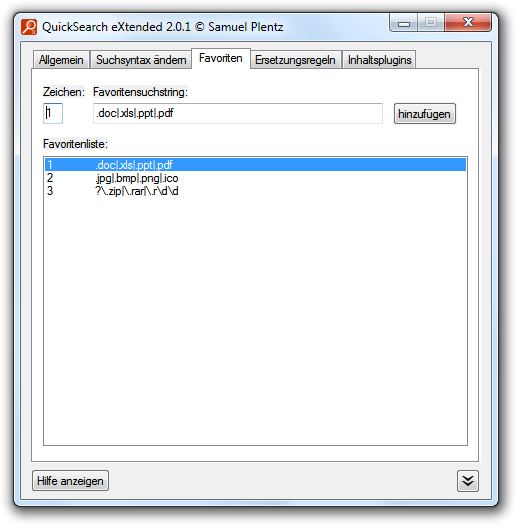 QuickSearch eXtended 2.0.1 © Samuel Plentz
Allgemein Suchsyntax ändern Favoriten Ersetzungsregeln Inhaltsplugins
Zeichen: Favoritensuchstring:
1 .doc|.xls|.ppt|.pdf hinzufügen
Favoritenliste:
1 .doc|.xls|.ppt|.pdf
2 .jpg|.bmp|.png|.ico
3 ?\.zip|\.rar|\.r\d\d
Hilfe anzeigen